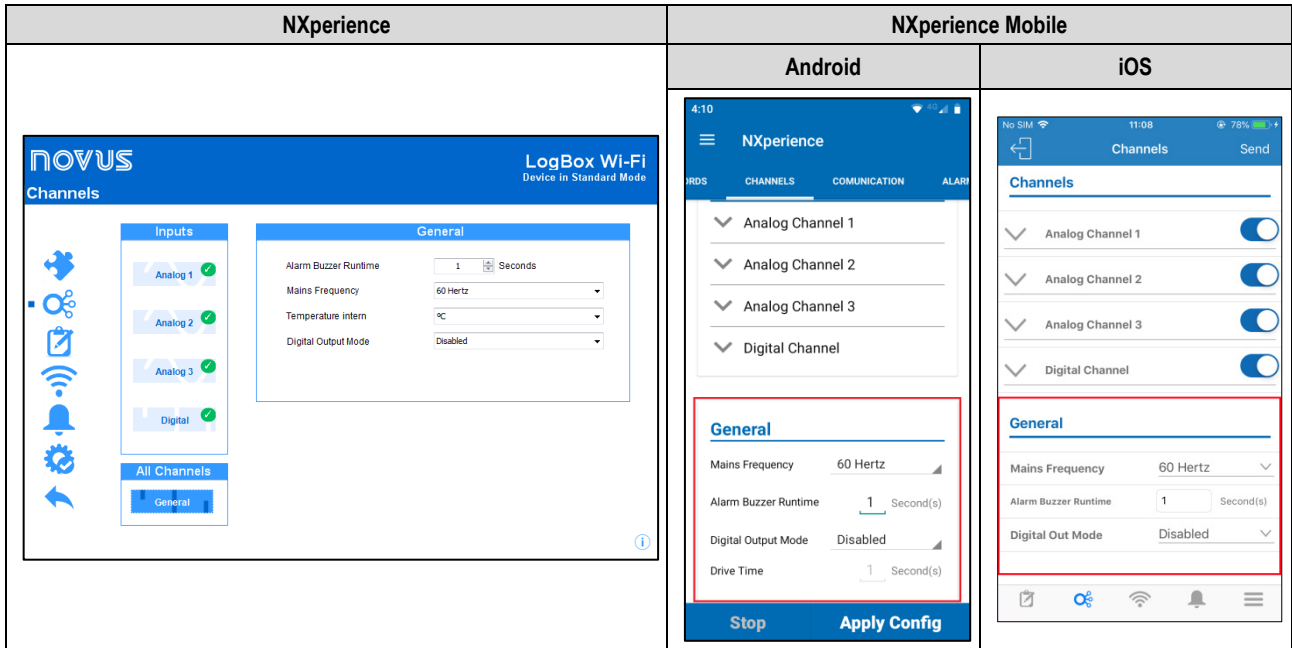 NXperience
NXperience Mobile
Android
iOS
novus
LogBox Wi-Fi
Device in Standard Mode
Channels
Inputs
Analog 1
Analog 2
Analog 3
Digital
All Channels
General
General
Alarm Buzzer Runtime 1 Seconds
Mains Frequency 60 Hertz
Temperature intern ºC
Digital Output Mode Disabled
4:10 4G
NXperience
ORDS CHANNELS COMUNICATION ALARM
Analog Channel 1
Analog Channel 2
Analog Channel 3
Digital Channel
General
Mains Frequency 60 Hertz
Alarm Buzzer Runtime 1 Second(s)
Digital Output Mode Disabled
Drive Time 1 Second(s)
Stop Apply Config
No SIM 11:08 78%
Channels Send
Channels
Analog Channel 1
Analog Channel 2
Analog Channel 3
Digital Channel
General
Mains Frequency 60 Hertz
Alarm Buzzer Runtime 1 Second(s)
Digital Out Mode Disabled